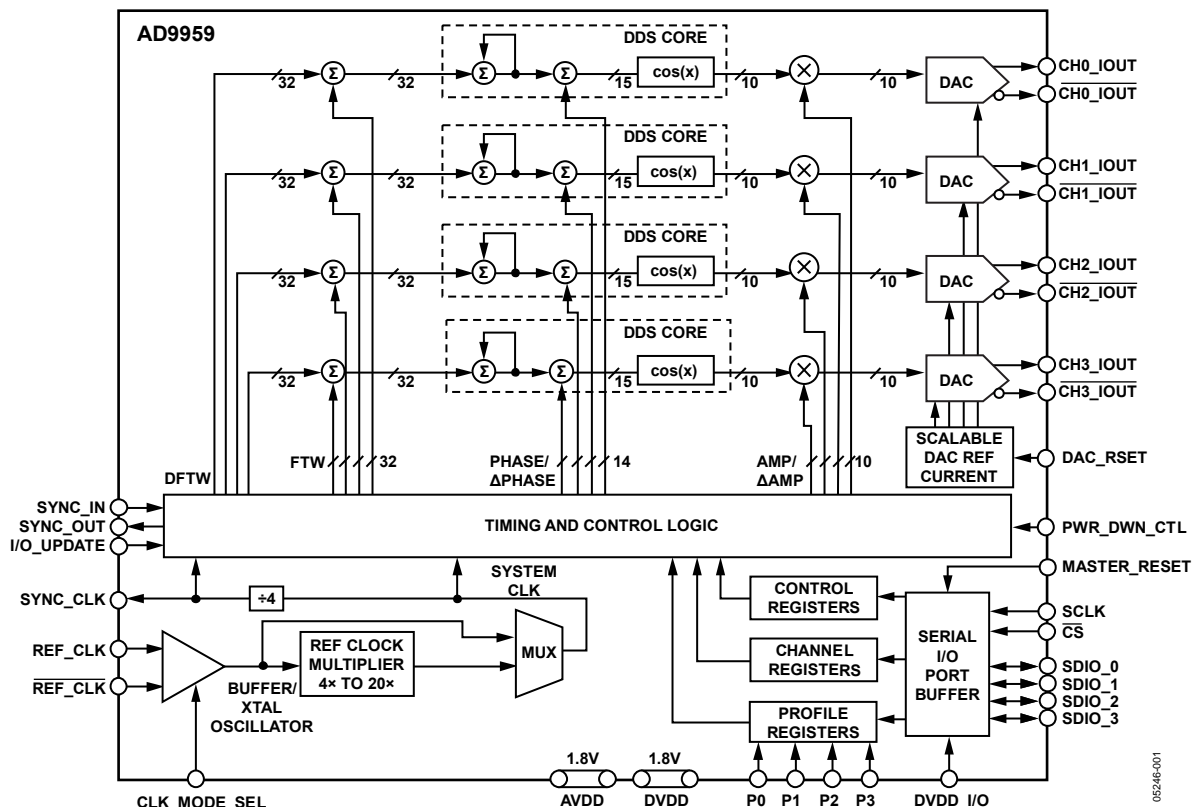 AD9959
DDS CORE
32 Σ 32 Σ Σ 15 cos(x) 10 × 10 DAC
CH0_IOUT
CH0_IOUT
DDS CORE
32 Σ 32 Σ Σ 15 cos(x) 10 × 10 DAC
CH1_IOUT
CH1_IOUT
DDS CORE
32 Σ 32 Σ Σ 15 cos(x) 10 × 10 DAC
CH2_IOUT
CH2_IOUT
DDS CORE
32 Σ 32 Σ Σ 15 cos(x) 10 × 10 DAC
CH3_IOUT
CH3_IOUT
SCALABLE
DAC REF
CURRENT
DAC_RSET
DFTW
FTW 32
PHASE/ 14
ΔPHASE
AMP/ 10
ΔAMP
SYNC_IN
SYNC_OUT
I/O_UPDATE
TIMING AND CONTROL LOGIC
PWR_DWN_CTL
MASTER_RESET
SYNC_CLK
÷4
SYSTEM
CLK
REF_CLK
REF_CLK
BUFFER/
XTAL
OSCILLATOR
REF CLOCK
MULTIPLIER
4× TO 20×
MUX
CONTROL
REGISTERS
CHANNEL
REGISTERS
PROFILE
REGISTERS
SERIAL
I/O
PORT
BUFFER
SCLK
CS
SDIO_0
SDIO_1
SDIO_2
SDIO_3
CLK_MODE_SEL
1.8V
AVDD
1.8V
DVDD
P0 P1 P2 P3
DVDD_I/O
05246-001